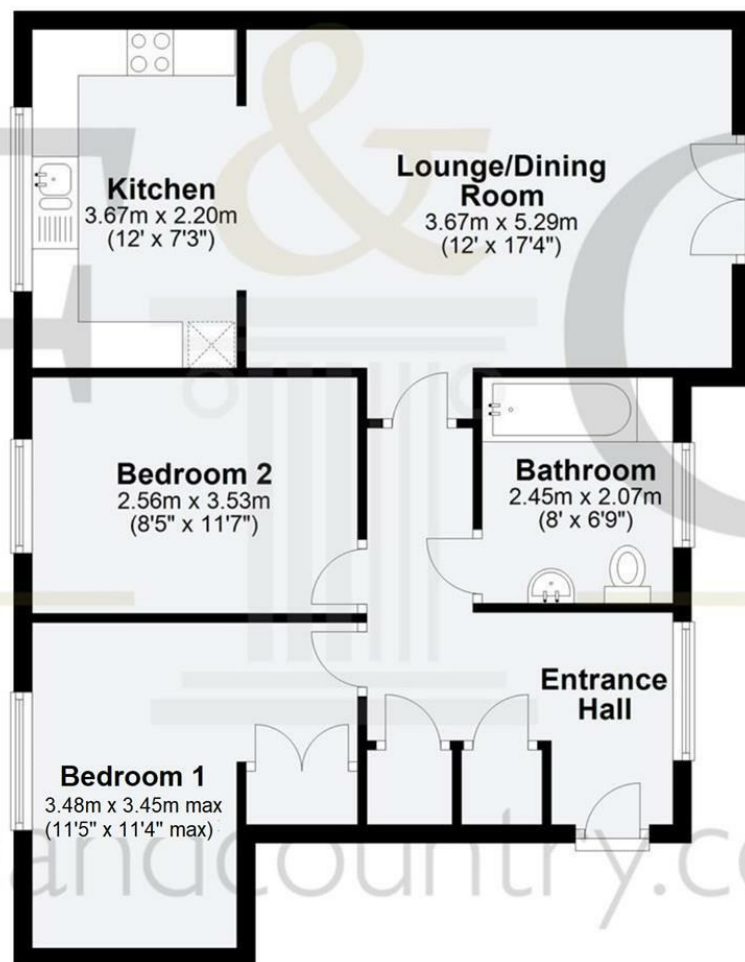 Kitchen
3.67m x 2.20m
(12' x 7'3")
Lounge/Dining
Room
3.67m x 5.29m
(12' x 17'4")
Bedroom 2
2.56m x 3.53m
(8'5" x 11'7")
Bathroom
2.45m x 2.07m
(8' x 6'9")
Entrance
Hall
Bedroom 1
3.48m x 3.45m max
(11'5" x 11'4" max)
F & C
andcountry.co